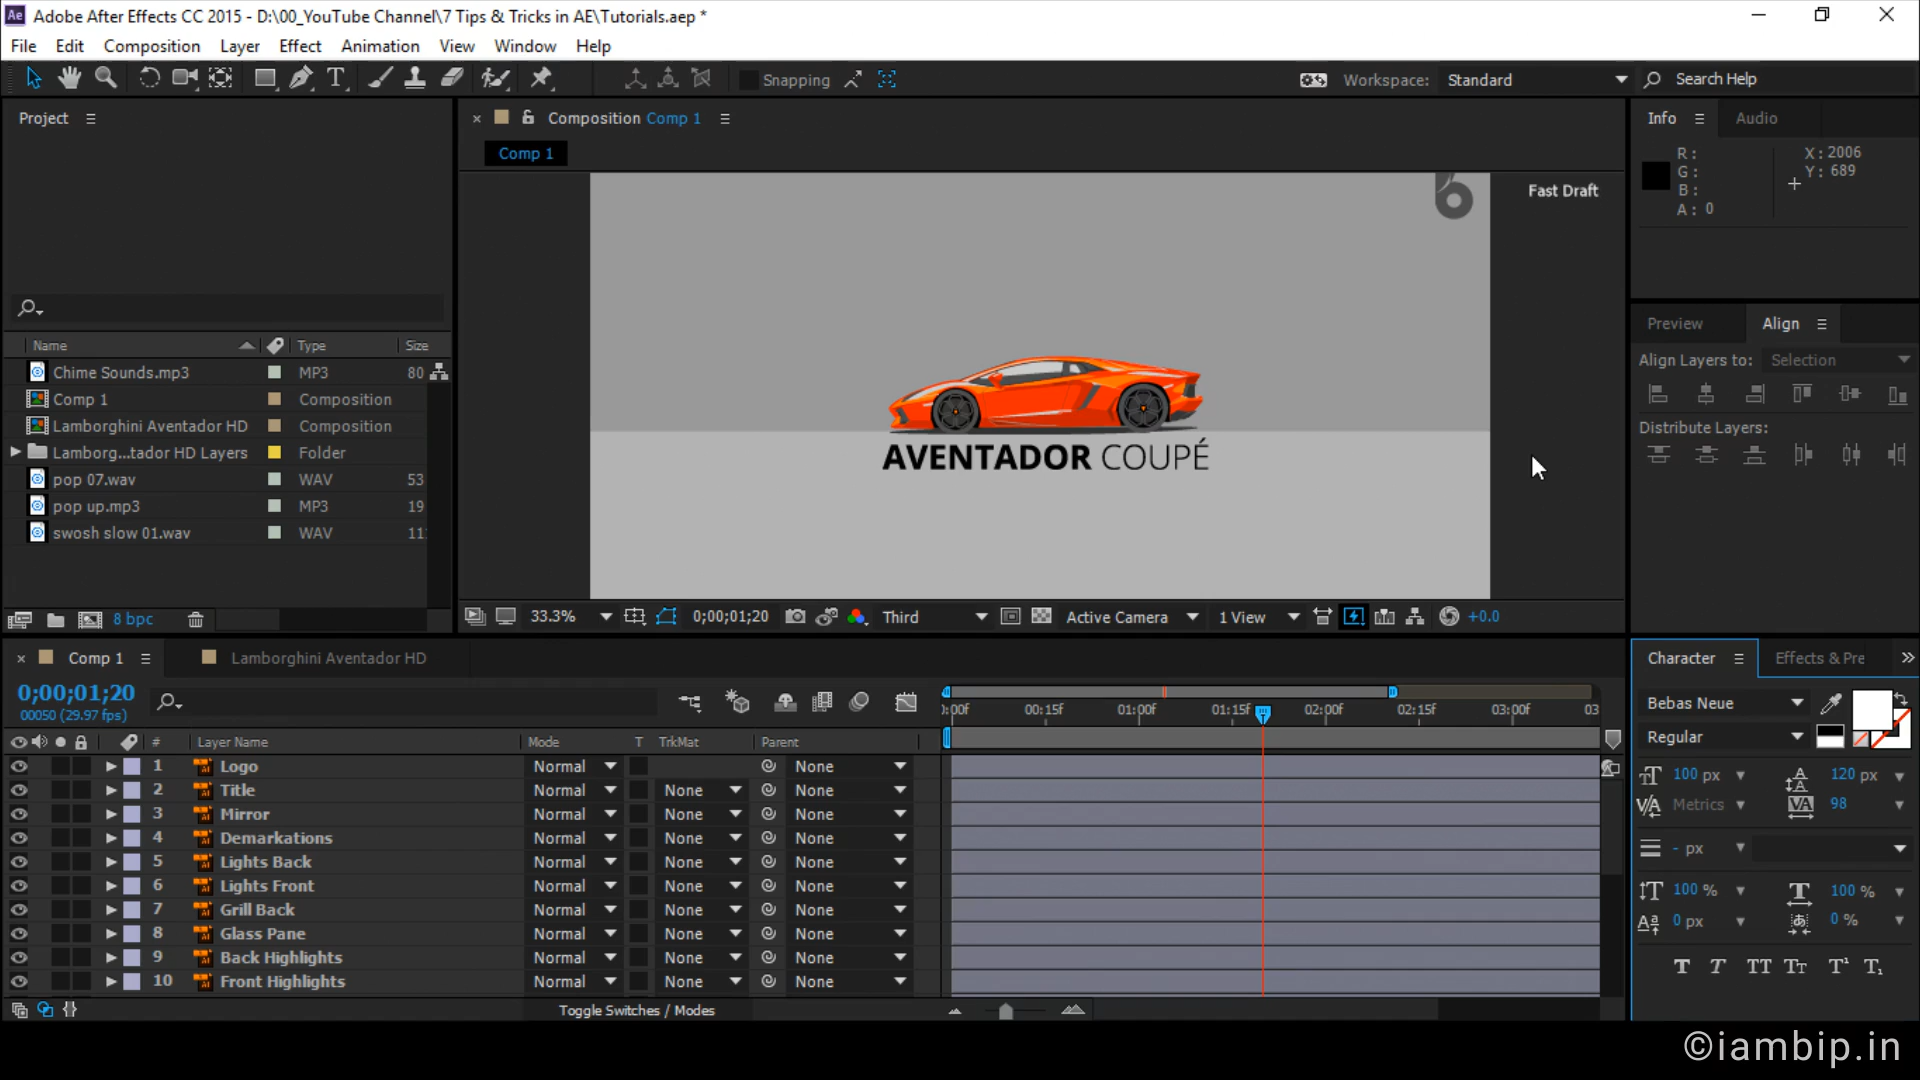 Ae Adobe After Effects CC 2015 - D:\00_YouTube Channel\7 Tips & Tricks in AE\Tutorials.aep *
File Edit Composition Layer Effect Animation View Window Help
T Snapping Workspace: Standard Search Help
Project
Composition Comp 1
Comp 1
Info Audio
R: X: 2006
G: Y: 689
B:
A: 0
Fast Draft
AVENTADOR COUPÉ
Preview Align
Align Layers to: Selection
Distribute Layers:
Name Type Size
Chime Sounds.mp3 MP3 80
Comp 1 Composition
Lamborghini Aventador HD Composition
Lamborg...tador HD Layers Folder
pop 07.wav WAV 53
pop up.mp3 MP3 19
swosh slow 01.wav WAV 11
8 bpc
33.3% 0;00;01;20 Third Active Camera 1 View +0.0
Comp 1 Lamborghini Aventador HD
0;00;01;20
00050 (29.97 fps)
):00f 00:15f 01:00f 01:15f 02:00f 02:15f 03:00f 03
# Layer Name Mode T TrkMat Parent
1 Logo Normal None
2 Title Normal None None
3 Mirror Normal None None
4 Demarkations Normal None None
5 Lights Back Normal None None
6 Lights Front Normal None None
7 Grill Back Normal None None
8 Glass Pane Normal None None
9 Back Highlights Normal None None
10 Front Highlights Normal None None
Toggle Switches / Modes
Character Effects & Pre
Bebas Neue
Regular
100 px 120 px
Metrics 98
- px
100 % 100 %
0 px 0 %
T T TT Tt T¹ T₁
©iambip.in